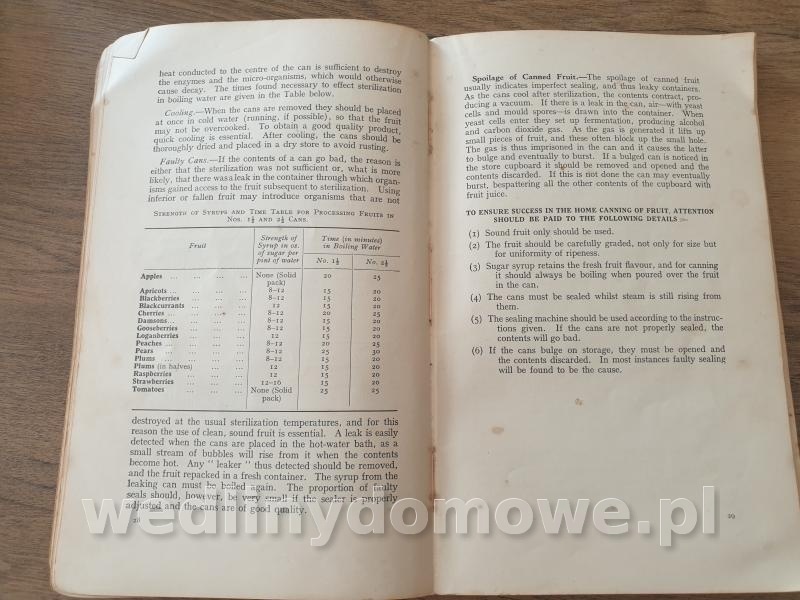 heat conducted to the centre of the can is sufficient to destroy
the enzymes and the micro-organisms, which would otherwise
cause decay. The times found necessary to effect sterilization
in boiling water are given in the Table below.
Cooling.—When the cans are removed they should be placed
at once in cold water (running, if possible), so that the fruit
may not be overcooked. To obtain a good quality product,
quick cooling is essential. After cooling, the cans should be
thoroughly dried and placed in a dry store to avoid rusting.
Faulty Cans.—If the contents of a can go bad, the reason is
either that the sterilization was not sufficient or, what is more
likely, that there was a leak in the container through which organ-
isms gained access to the fruit subsequent to sterilization. Using
inferior or fallen fruit may introduce organisms that are not
STRENGTH OF SYRUPS AND TIME TABLE FOR PROCESSING FRUITS IN
NOS. 1½ AND 2½ CANS.
Fruit | Strength of Syrup in oz. of sugar per pint of water | Time (in minutes) in Boiling Water
No. 1½ | No. 2½
Apples ... ... ... ... None (Solid pack) 20 25
Apricots ... ... ... ... 8–12 15 20
Blackberries ... ... ... 8–12 15 20
Blackcurrants ... ... ... 12 15 20
Cherries ... ... ... ... 8–12 20 25
Damsons ... ... ... 8–12 15 20
Gooseberries ... ... ... 8–12 15 20
Loganberries ... ... ... 12 15 20
Peaches ... ... ... ... 8–12 20 25
Pears ... ... ... ... 8–12 25 30
Plums ... ... ... ... 8–12 15 20
Plums (in halves) ... ... 12 15 20
Raspberries ... ... ... 12 15 20
Strawberries ... ... ... 12–16 15 20
Tomatoes ... ... ... None (Solid pack) 25 25
destroyed at the usual sterilization temperatures, and for this
reason the use of clean, sound fruit is essential. A leak is easily
detected when the cans are placed in the hot-water bath, as a
small stream of bubbles will rise from it when the contents
become hot. Any "leaker" thus detected should be removed,
and the fruit repacked in a fresh container. The syrup from the
leaking can must be boiled again. The proportion of faulty
seals should, however, be very small if the sealer is properly
adjusted and the cans are of good quality.
28
Spoilage of Canned Fruit.—The spoilage of canned fruit
usually indicates imperfect sealing, and thus leaky containers.
As the cans cool after sterilization, the contents contract, pro-
ducing a vacuum. If there is a leak in the can, air—with yeast
cells and mould spores—is drawn into the container. When
yeast cells enter they set up fermentation, producing alcohol
and carbon dioxide gas. As the gas is generated it lifts up
small pieces of fruit, and these often block up the small hole.
The gas is thus imprisoned in the can and it causes the latter
to bulge and eventually to burst. If a bulged can is noticed in
the store cupboard it should be removed and opened and the
contents discarded. If this is not done the can may eventually
burst, bespattering all the other contents of the cupboard with
fruit juice.
TO ENSURE SUCCESS IN THE HOME CANNING OF FRUIT, ATTENTION
SHOULD BE PAID TO THE FOLLOWING DETAILS :—
(1) Sound fruit only should be used.
(2) The fruit should be carefully graded, not only for size but
for uniformity of ripeness.
(3) Sugar syrup retains the fresh fruit flavour, and for canning
it should always be boiling when poured over the fruit
in the can.
(4) The cans must be sealed whilst steam is still rising from
them.
(5) The sealing machine should be used according to the instruc-
tions given. If the cans are not properly sealed, the
contents will go bad.
(6) If the cans bulge on storage, they must be opened and
the contents discarded. In most instances faulty sealing
will be found to be the cause.
29
wedlinydomowe.pl